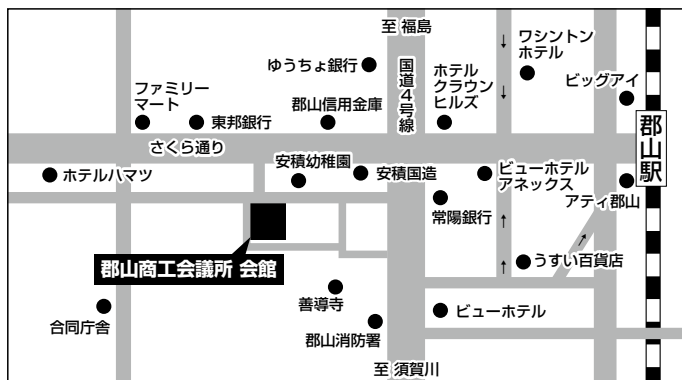 至 福島
ワシントン
ホテル
ゆうちょ銀行
国道4号線
ホテル
クラウン
ヒルズ
ビッグアイ
ファミリー
マート
東邦銀行
郡山信用金庫
郡山駅
さくら通り
安積幼稚園
安積国造
ビューホテル
アネックス
ホテルハマツ
アティ郡山
常陽銀行
郡山商工会議所 会館
うすい百貨店
善導寺
ビューホテル
合同庁舎
郡山消防署
至 須賀川